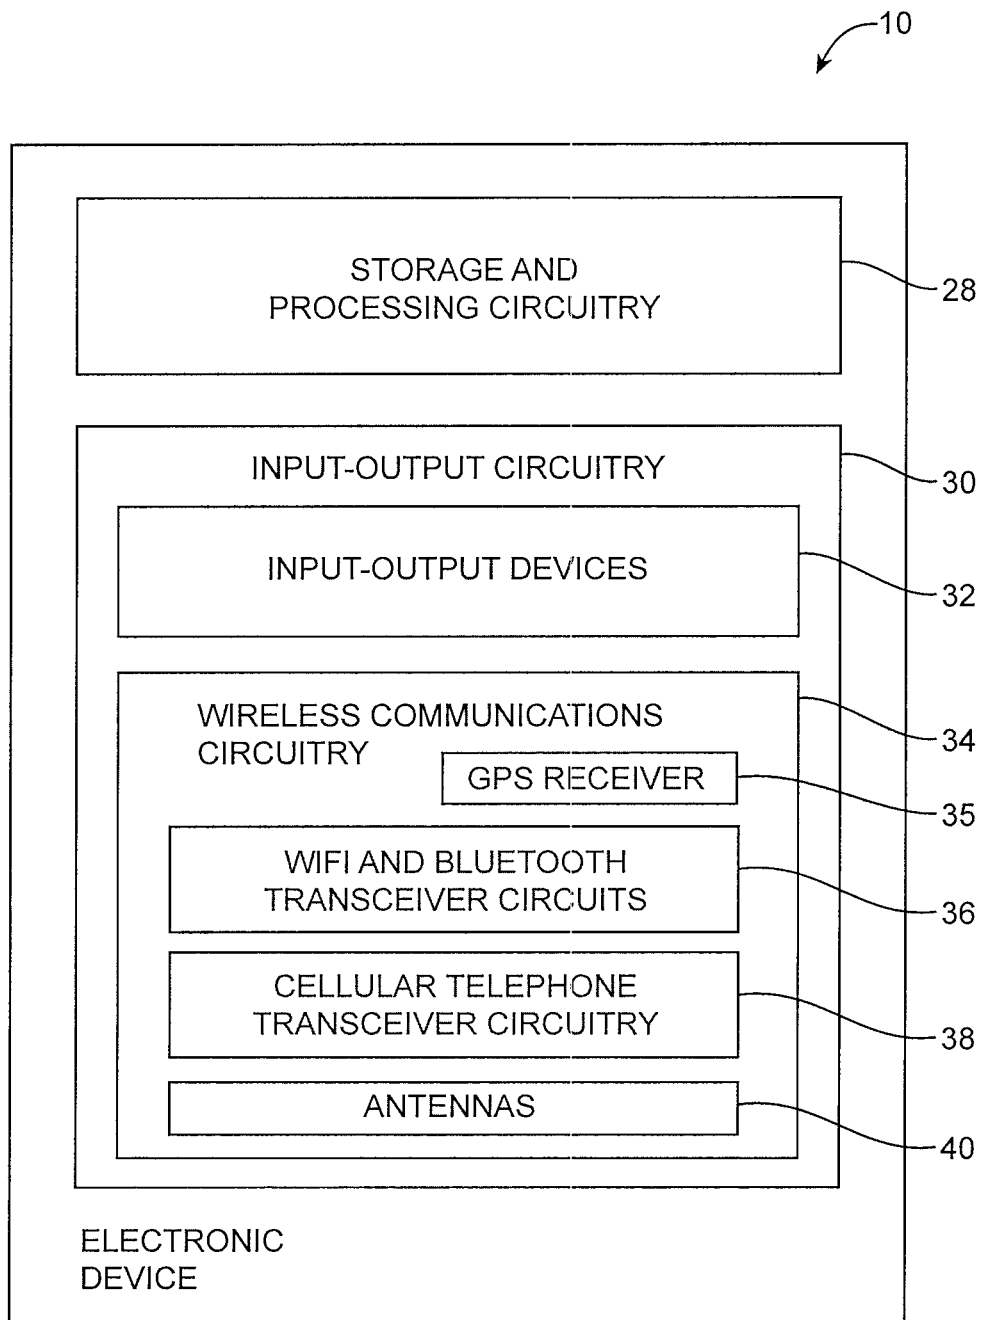 10
STORAGE AND
PROCESSING CIRCUITRY
28
INPUT-OUTPUT CIRCUITRY
30
INPUT-OUTPUT DEVICES
32
WIRELESS COMMUNICATIONS
CIRCUITRY
34
GPS RECEIVER
35
WIFI AND BLUETOOTH
TRANSCEIVER CIRCUITS
36
CELLULAR TELEPHONE
TRANSCEIVER CIRCUITRY
38
ANTENNAS
40
ELECTRONIC
DEVICE